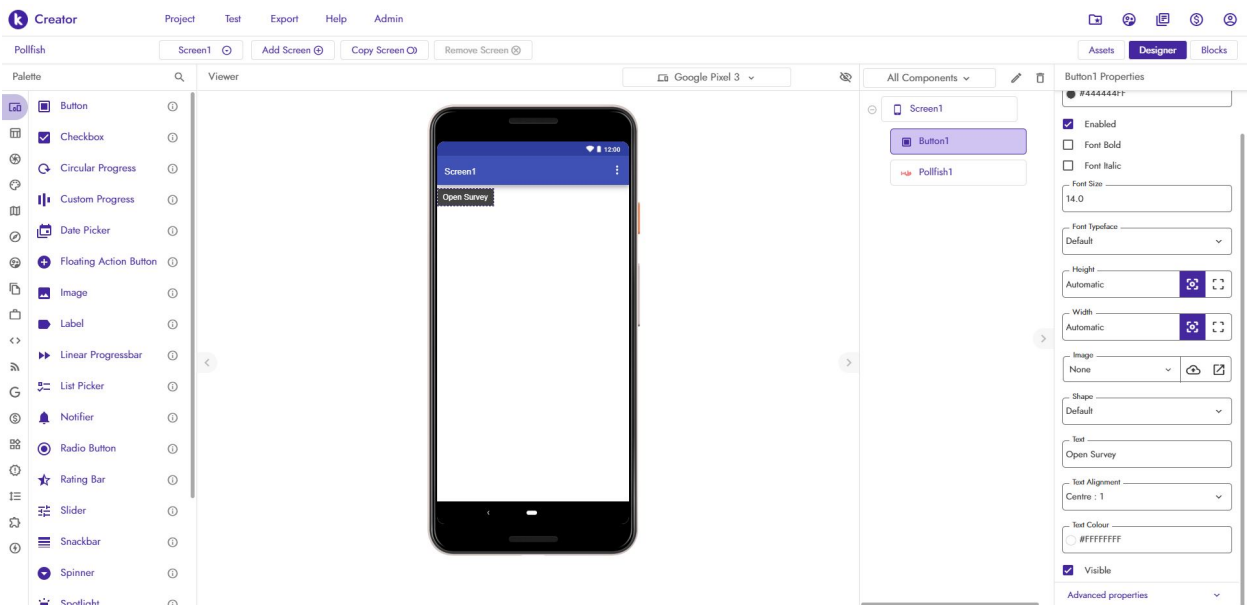 Creator
Project
Test
Export
Help
Admin
Pollfish
Screen1
Add Screen
Copy Screen
Remove Screen
Assets
Designer
Blocks
Palette
Viewer
Google Pixel 3
All Components
Button1 Properties
Button
Checkbox
Circular Progress
Custom Progress
Date Picker
Floating Action Button
Image
Label
Linear Progressbar
List Picker
Notifier
Radio Button
Rating Bar
Slider
Snackbar
Spinner
Spotlight
12:00
Screen1
Open Survey
Screen1
Button1
Pollfish1
#444444FF
Enabled
Font Bold
Font Italic
Font Size
14.0
Font Typeface
Default
Height
Automatic
Width
Automatic
Image
None
Shape
Default
Text
Open Survey
Text Alignment
Centre : 1
Text Colour
#FFFFFFFF
Visible
Advanced properties